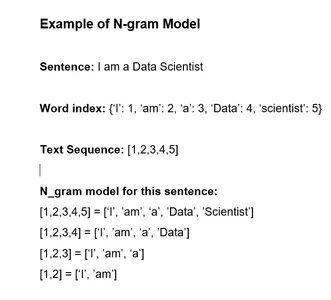 Example of N-gram Model
Sentence: I am a Data Scientist
Word index: {‘I’: 1, ‘am’: 2, ‘a’: 3, ‘Data’: 4, ‘scientist’: 5}
Text Sequence: [1,2,3,4,5]
N_gram model for this sentence:
[1,2,3,4,5] = [‘I’, ’am’, ‘a’, ’Data’, ’Scientist’]
[1,2,3,4] = [‘I’, ’am’, ‘a’, ’Data’]
[1,2,3] = [‘I’, ’am’, ‘a’]
[1,2] = [‘I’, ’am’]